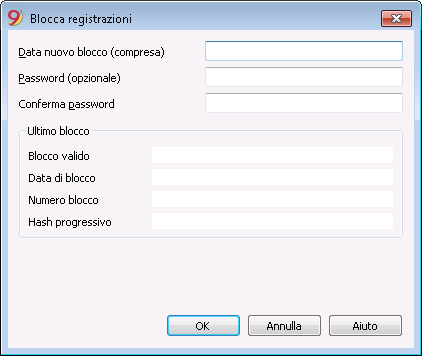 9 Blocca registrazioni
Data nuovo blocco (compresa)
Password (opzionale)
Conferma password
Ultimo blocco
Blocco valido
Data di blocco
Numero blocco
Hash progressivo
OK Annulla Aiuto